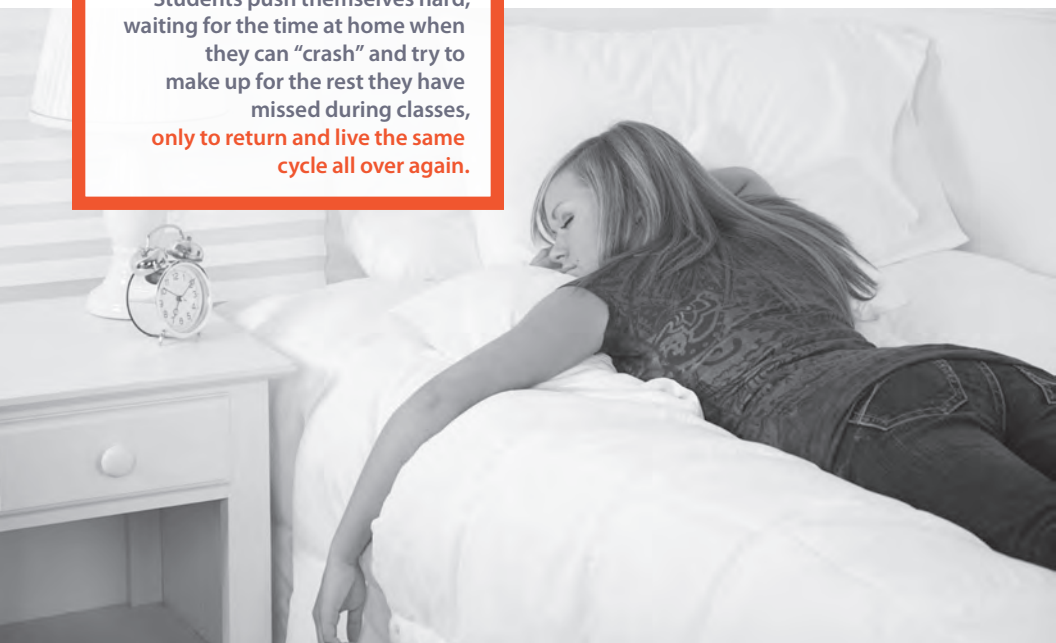 Students push themselves hard,
waiting for the time at home when
they can “crash” and try to
make up for the rest they have
missed during classes,
only to return and live the same
cycle all over again.